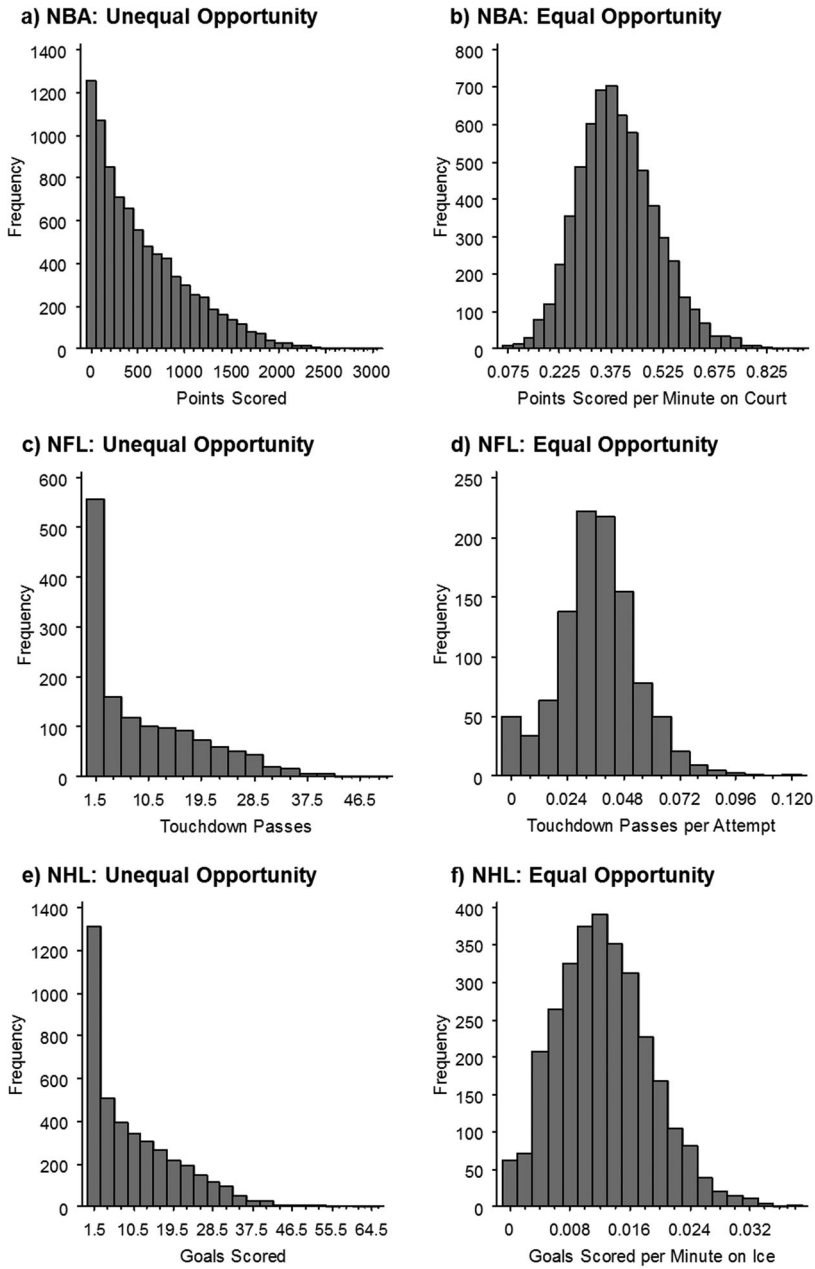 a) NBA: Unequal Opportunity
1400
1200
1000
800
600
400
200
0
Frequency
0 500 1000 1500 2000 2500 3000
Points Scored
b) NBA: Equal Opportunity
800
700
600
500
400
300
200
100
0
Frequency
0.075 0.225 0.375 0.525 0.675 0.825
Points Scored per Minute on Court
c) NFL: Unequal Opportunity
600
500
400
300
200
100
0
Frequency
1.5 10.5 19.5 28.5 37.5 46.5
Touchdown Passes
d) NFL: Equal Opportunity
250
200
150
100
50
0
Frequency
0 0.024 0.048 0.072 0.096 0.120
Touchdown Passes per Attempt
e) NHL: Unequal Opportunity
1400
1200
1000
800
600
400
200
0
Frequency
1.5 10.5 19.5 28.5 37.5 46.5 55.5 64.5
Goals Scored
f) NHL: Equal Opportunity
400
350
300
250
200
150
100
50
0
Frequency
0 0.008 0.016 0.024 0.032
Goals Scored per Minute on Ice